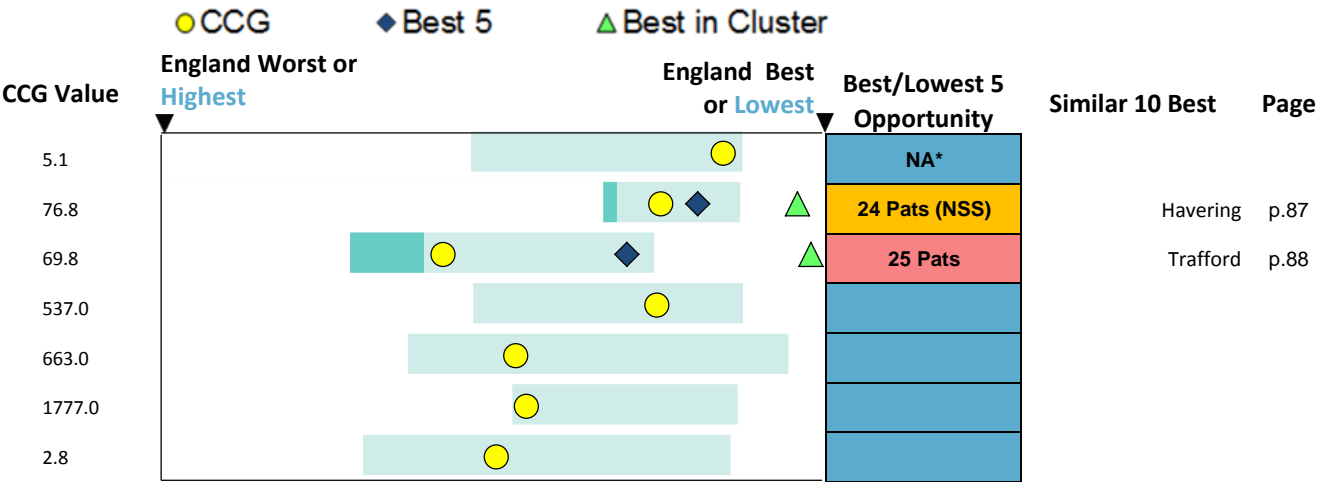 CCG Best 5 Best in Cluster
CCG Value
England Worst or
Highest
England Best
or Lowest
Best/Lowest 5
Opportunity
Similar 10 Best
Page
5.1 NA*
76.8 24 Pats (NSS) Havering p.87
69.8 25 Pats Trafford p.88
537.0
663.0
1777.0
2.8